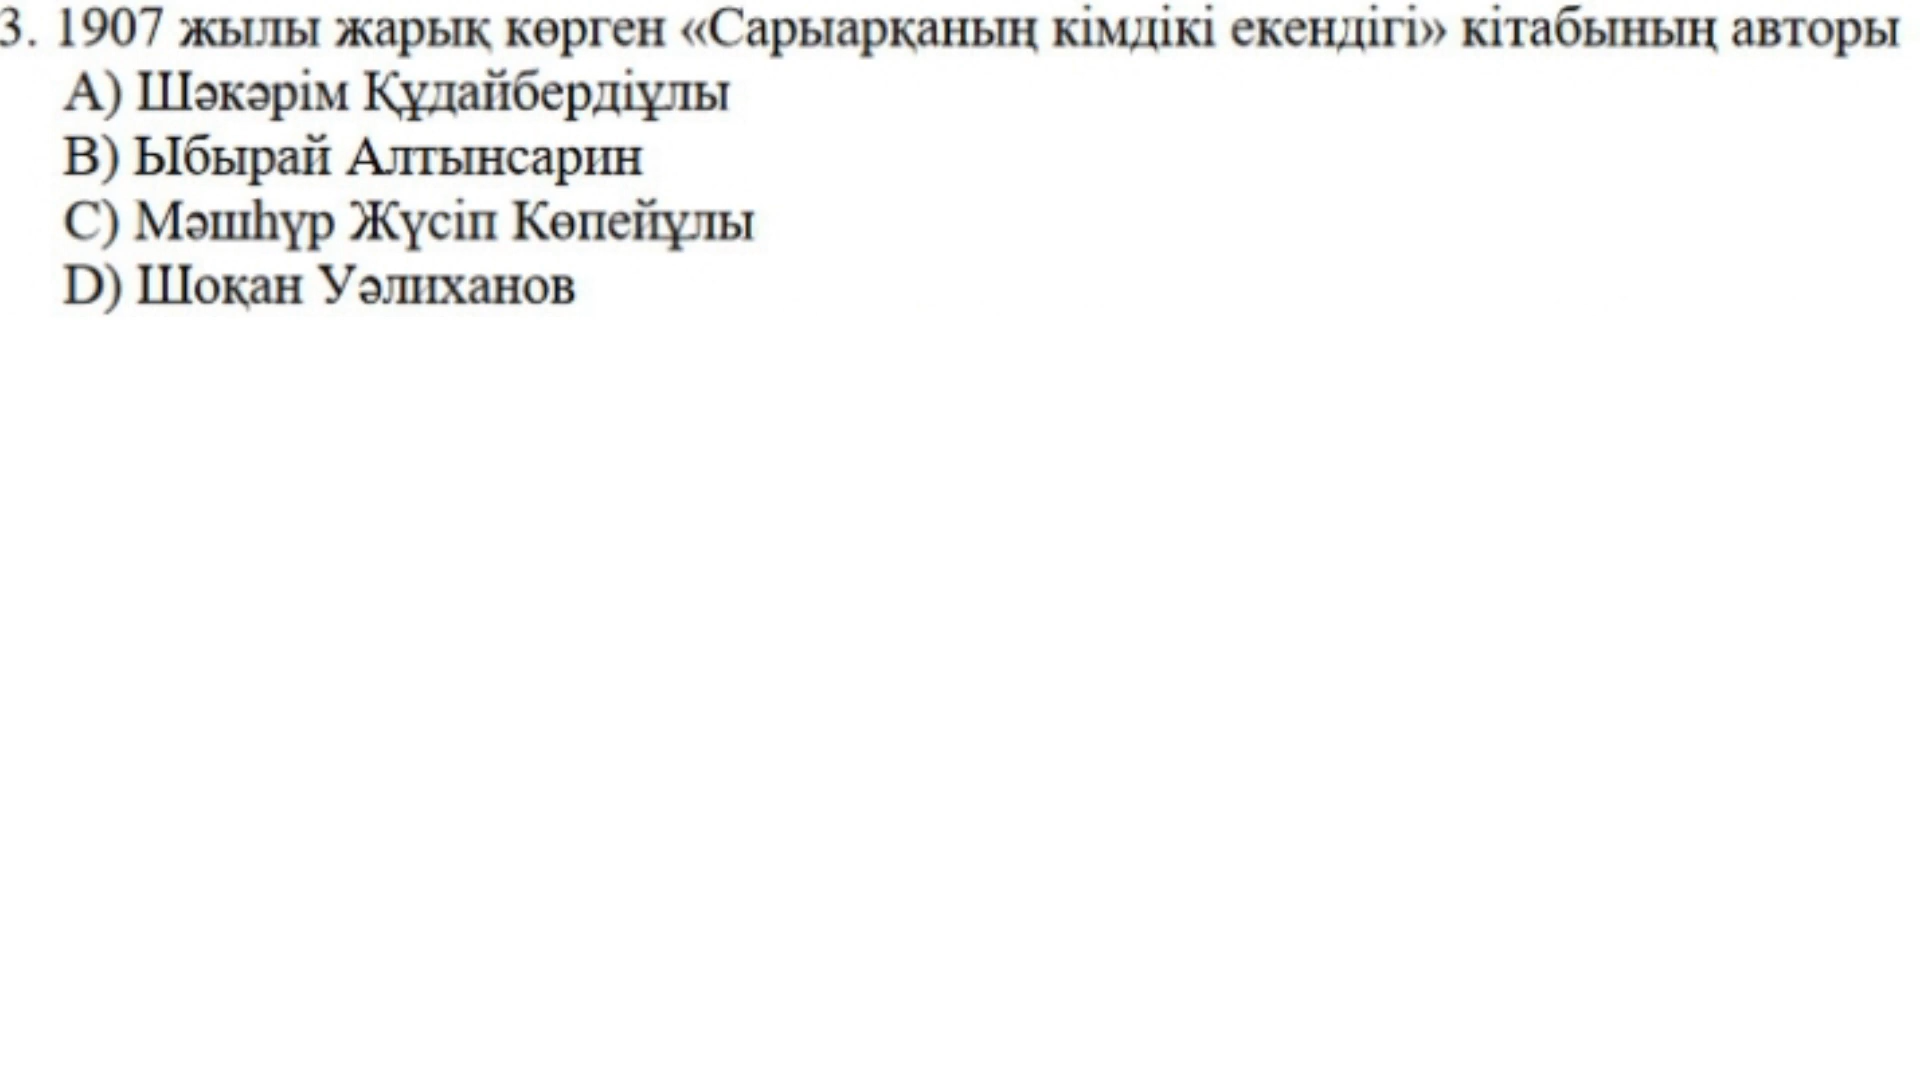 3. 1907 жылы жарық көрген «Сарыарқаның кімдікі екендігі» кітабының авторы
A) Шәкәрім Құдайбердіұлы
B) Ыбырай Алтынсарин
C) Мәшһүр Жүсіп Көпейұлы
D) Шоқан Уәлиханов